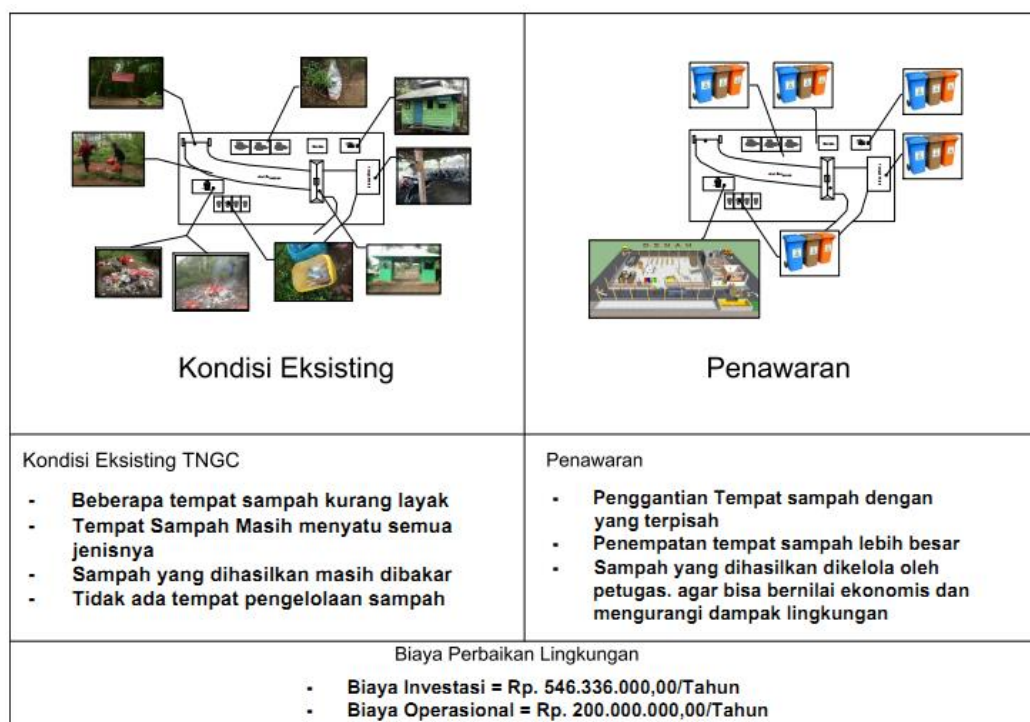 Kondisi Eksisting
Penawaran
Kondisi Eksisting TNGC
- Beberapa tempat sampah kurang layak
- Tempat Sampah Masih menyatu semua
jenisnya
- Sampah yang dihasilkan masih dibakar
- Tidak ada tempat pengelolaan sampah
Penawaran
- Penggantian Tempat sampah dengan
yang terpisah
- Penempatan tempat sampah lebih besar
- Sampah yang dihasilkan dikelola oleh
petugas. agar bisa bernilai ekonomis dan
mengurangi dampak lingkungan
Biaya Perbaikan Lingkungan
- Biaya Investasi = Rp. 546.336.000,00/Tahun
- Biaya Operasional = Rp. 200.000.000,00/Tahun